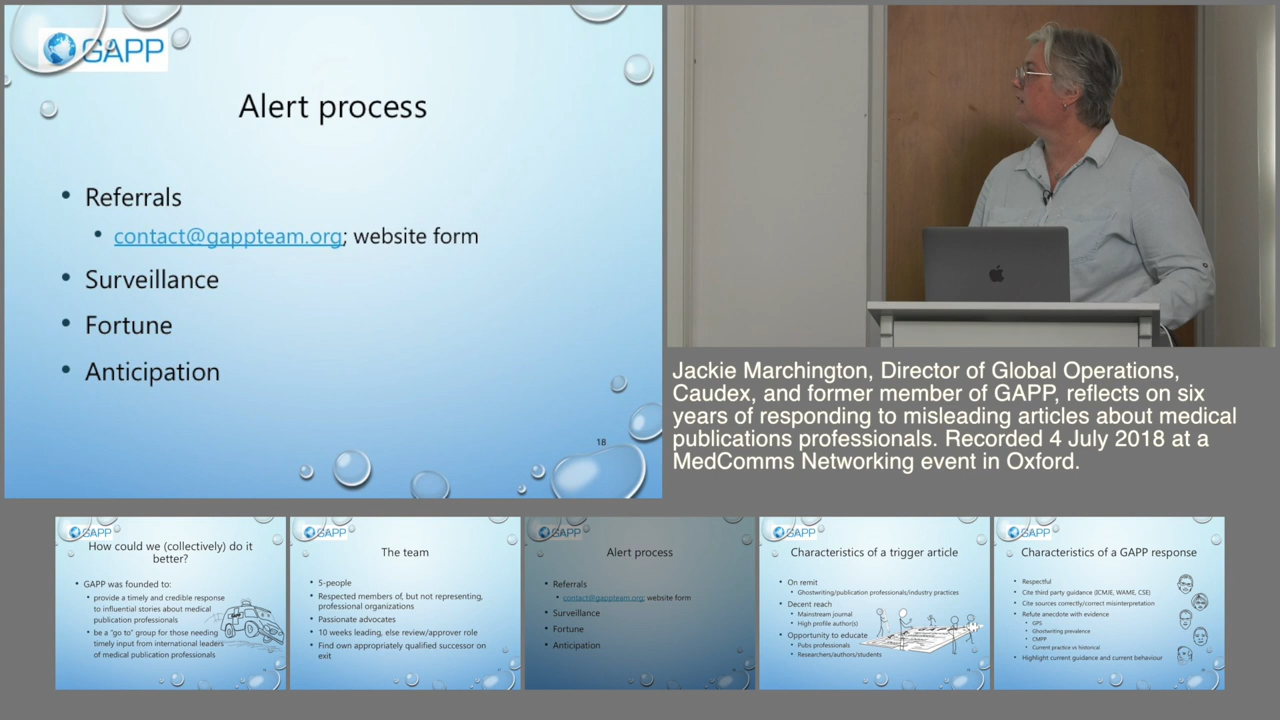 GAPP
Alert process
• Referrals
• contact@gappteam.org; website form
• Surveillance
• Fortune
• Anticipation
18
Jackie Marchington, Director of Global Operations,
Caudex, and former member of GAPP, reflects on six
years of responding to misleading articles about medical
publications professionals. Recorded 4 July 2018 at a
MedComms Networking event in Oxford.
GAPP
How could we (collectively) do it
better?
• GAPP was founded to:
• provide a timely and credible response
to influential stories about medical
publication professionals
• be a "go to" group for those needing
timely input from international leaders
of medical publication professionals
GAPP
The team
• 5-people
• Respected members of, but not representing,
professional organizations
• Passionate advocates
• 10 weeks leading, else review/approver role
• Find own appropriately qualified successor on
exit
GAPP
Alert process
• Referrals
• contact@gappteam.org; website form
• Surveillance
• Fortune
• Anticipation
GAPP
Characteristics of a trigger article
• On remit
• Ghostwriting/publication professionals/industry practices
• Decent reach
• Mainstream journal
• High profile author(s)
• Opportunity to educate
• Pubs professionals
• Researchers/authors/students
GAPP
Characteristics of a GAPP response
• Respectful
• Cite third party guidance (ICMJE, WAME, CSE)
• Cite sources correctly/correct misinterpretation
• Refute anecdote with evidence
• GPS
• Ghostwriting prevalence
• CMPP
• Current practice vs historical
• Highlight current guidance and current behaviour